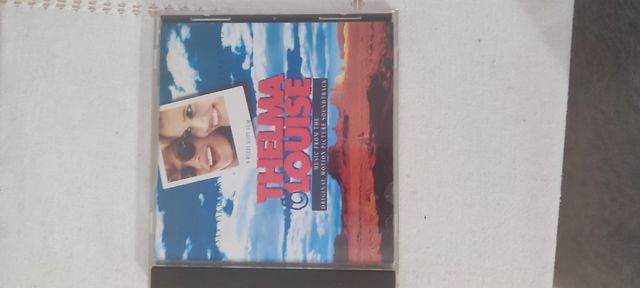 A RIDLEY SCOTT FILM
THELMA
& LOUISE
MUSIC FROM THE
ORIGINAL MOTION PICTURE SOUNDTRACK